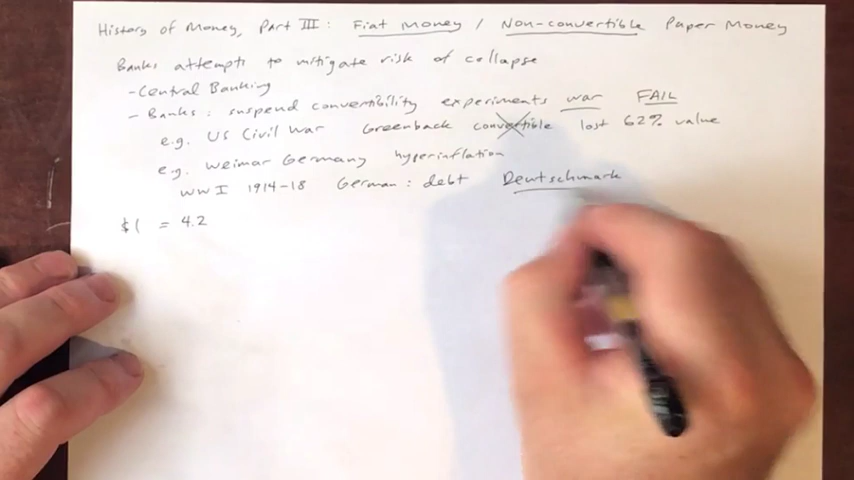 History of Money, Part III: Fiat Money / Non-convertible Paper Money
Banks attempts to mitigate risk of collapse
- Central Banking
- Banks: suspend convertibility experiments war FAIL
e.g. US Civil War Greenback convertible lost 62% value
e.g. Weimar Germany hyperinflation
WWI 1914-18 German: debt Deutschmark
$1 = 4.2